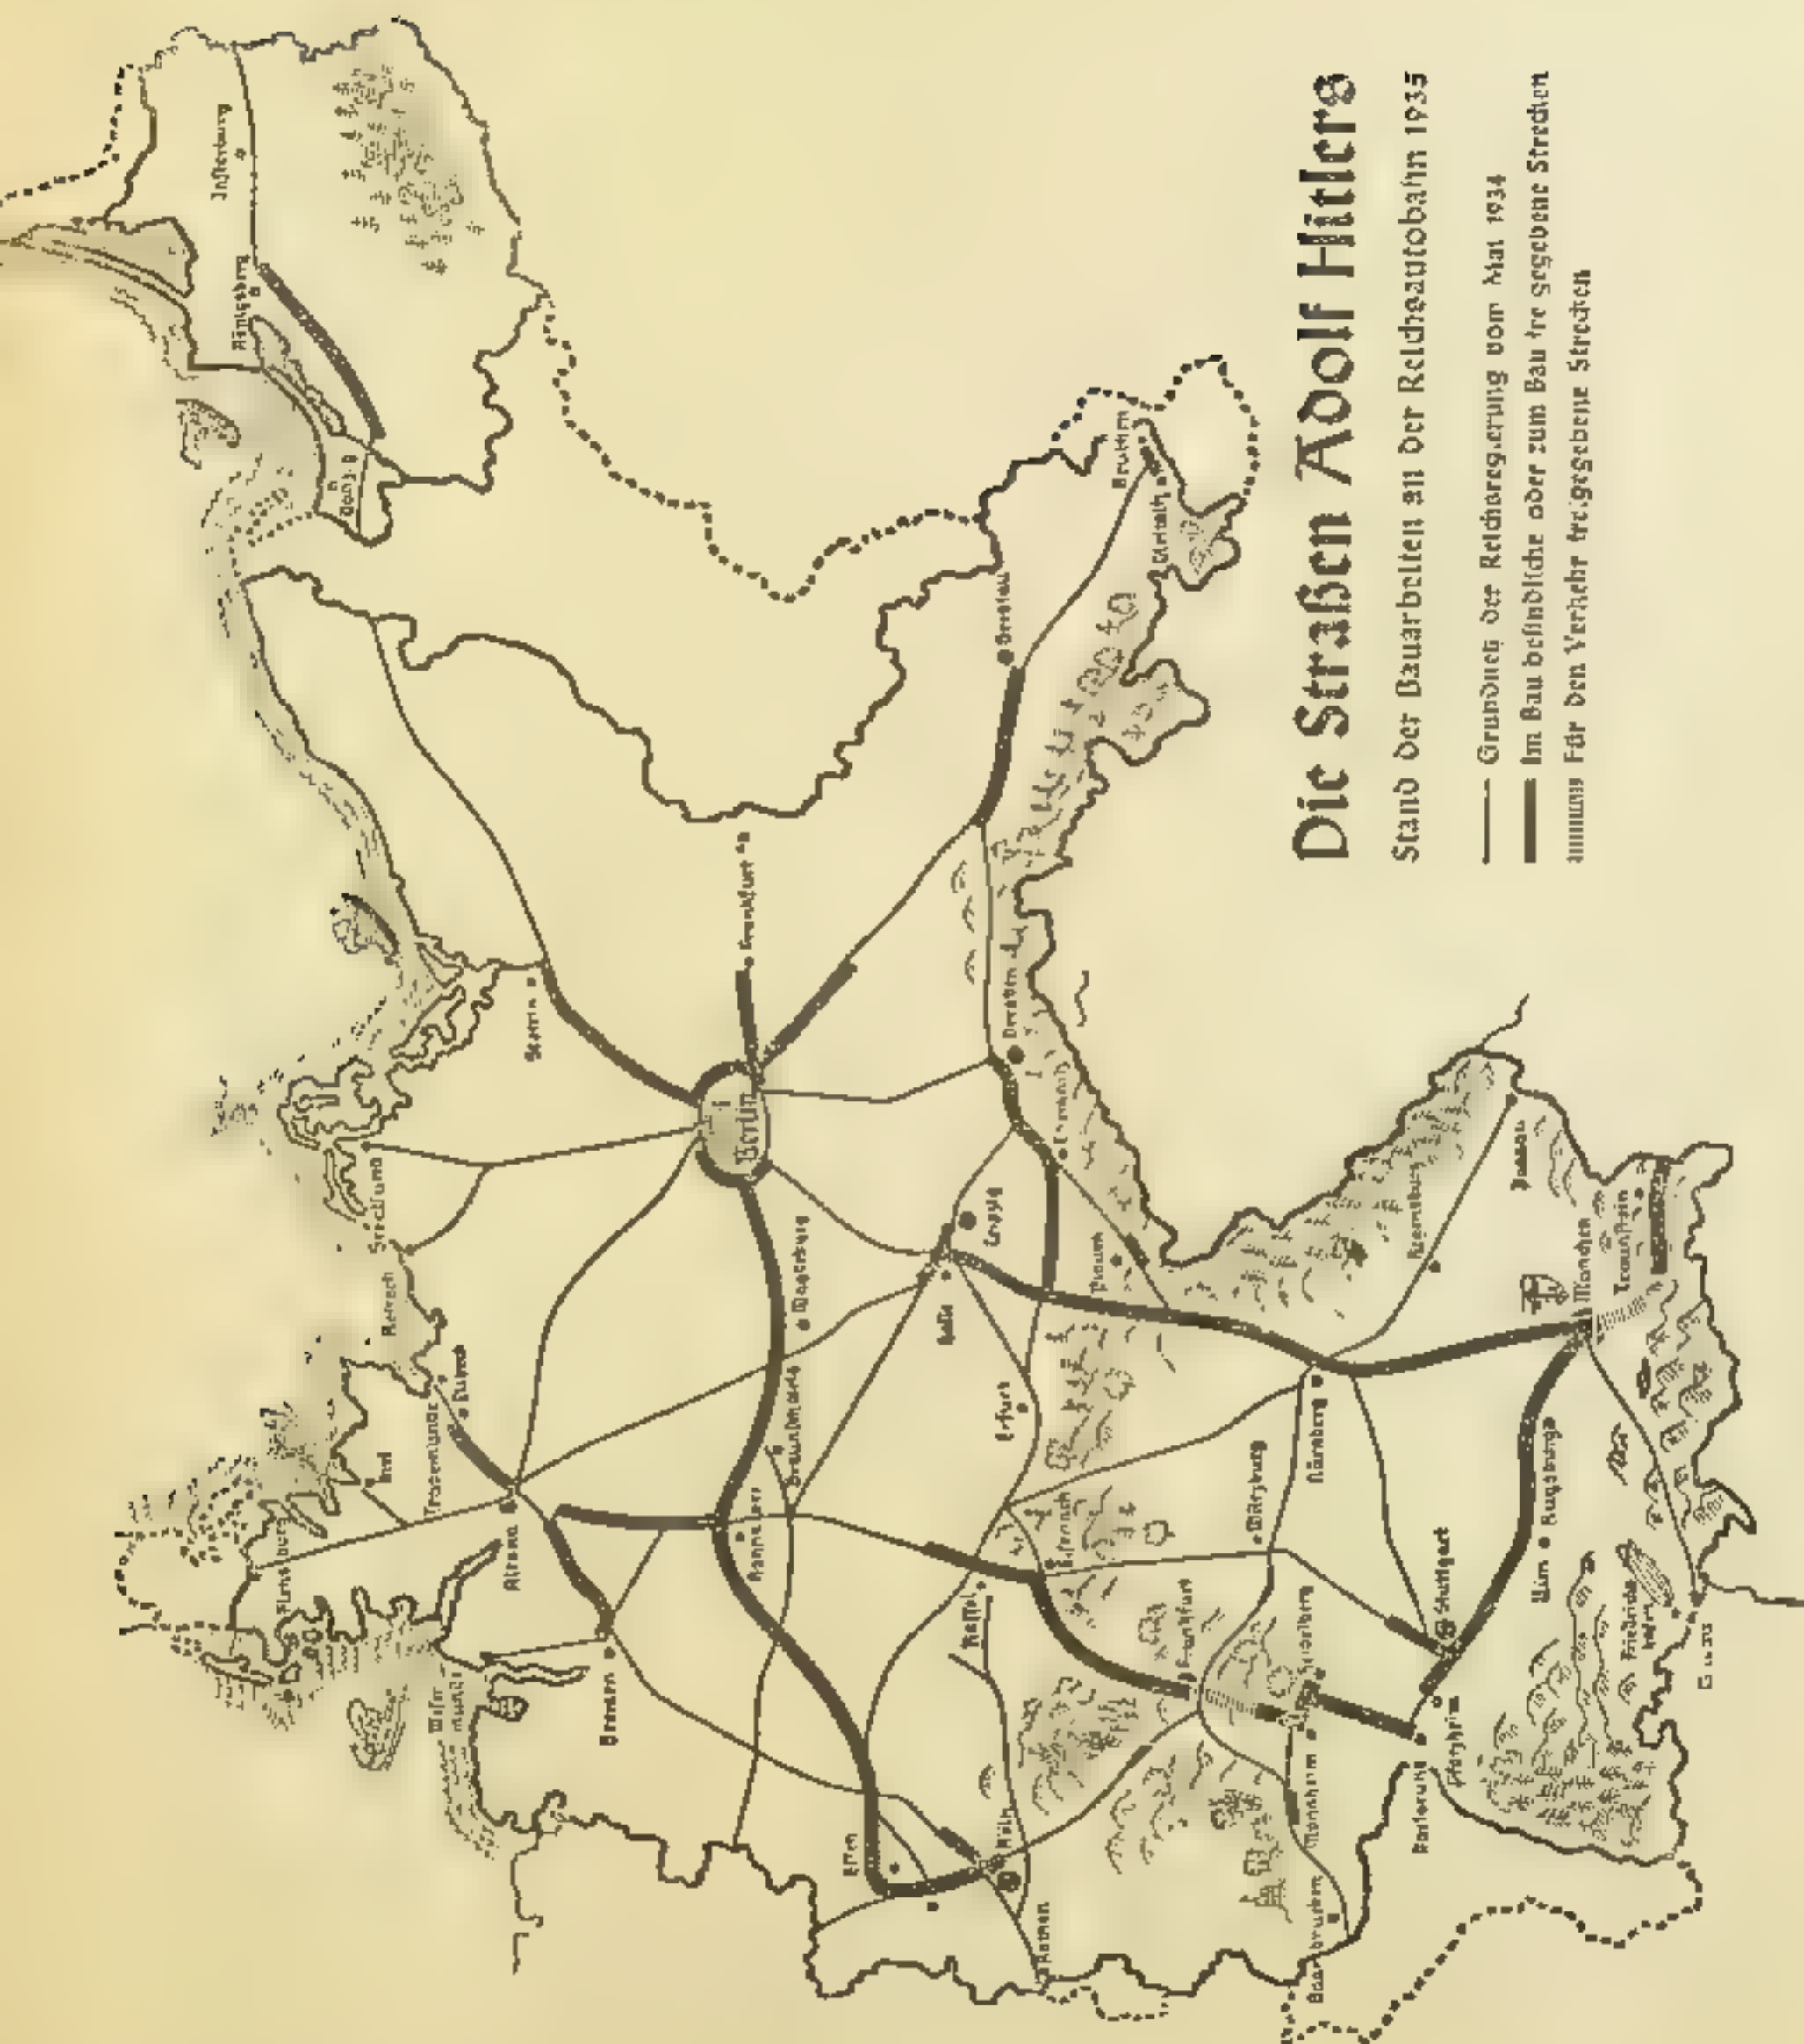 Die Straßen Adolf Hitlers
Stand der Bauarbeiten an der Reichsautobahn 1935
Grundnetz der Reichsregierung vom Mai 1934
Im Bau befindliche oder zum Bau freigegebene Strecken
Für den Verkehr freigegebene Strecken
Insterburg
Königsberg
Danzig
Beuthen
Gleiwitz
Breslau
Frankfurt
Stettin
Berlin
Dresden
Chemnitz
Stralsund
Rostock
Lübeck
Travemünde
Kiel
Flensburg
Altona
Bremen
Hannover
Magdeburg
Leipzig
Halle
Erfurt
Plauen
Eisenach
Kassel
Essen
Köln
Aachen
Frankfurt
Würzburg
Nürnberg
Regensburg
Passau
München
Traunstein
Augsburg
Ulm
Stuttgart
Pforzheim
Karlsruhe
Mannheim
Saarbrücken